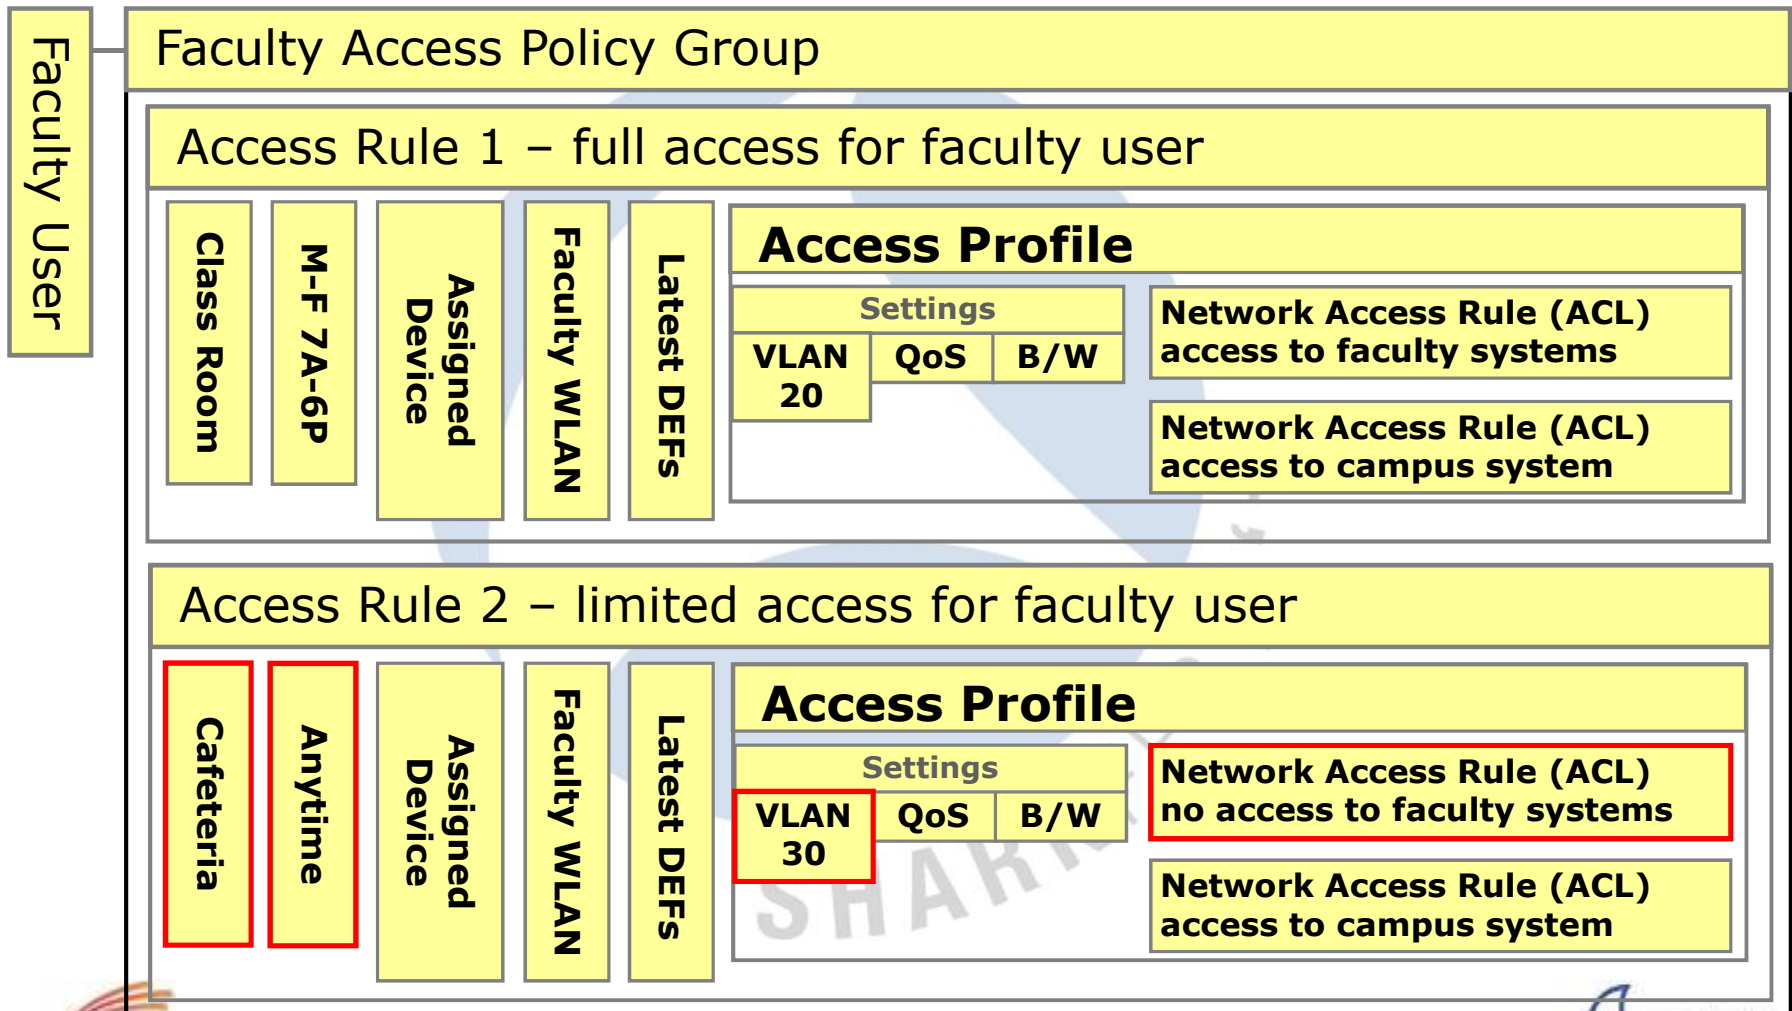 Faculty User
Faculty Access Policy Group
Access Rule 1 – full access for faculty user
Class Room
M-F 7A-6P
Assigned
Device
Faculty WLAN
Latest DEFs
Access Profile
Settings
VLAN
20
QoS
B/W
Network Access Rule (ACL)
access to faculty systems
Network Access Rule (ACL)
access to campus system
Access Rule 2 – limited access for faculty user
Cafeteria
Anytime
Assigned
Device
Faculty WLAN
Latest DEFs
Access Profile
Settings
VLAN
30
QoS
B/W
Network Access Rule (ACL)
no access to faculty systems
Network Access Rule (ACL)
access to campus system